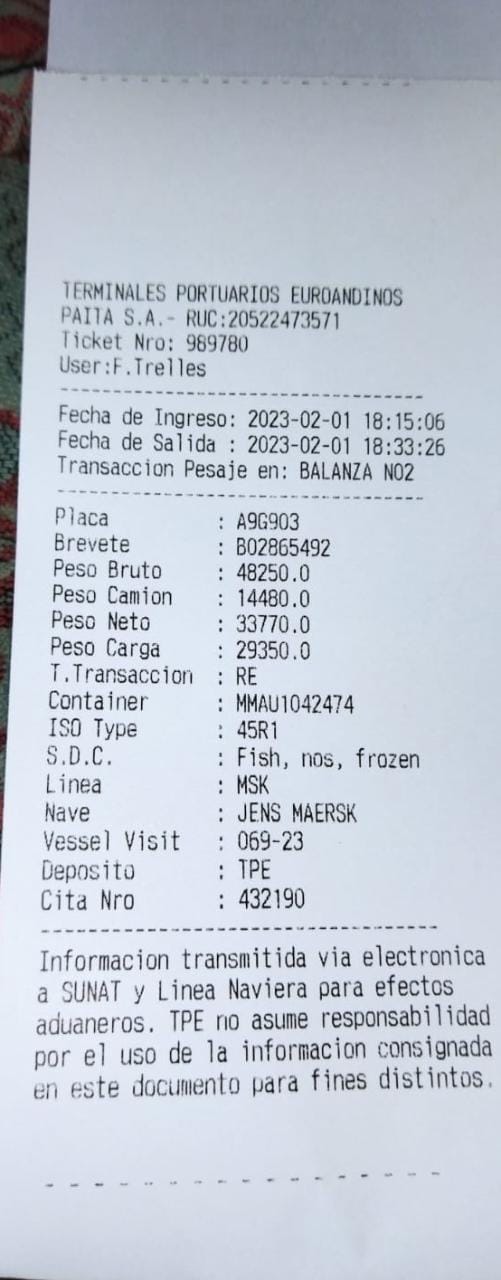 TERMINALES PORTUARIOS EUROANDINOS
PAITA S.A.- RUC:20522473571
Ticket Nro: 989780
User:F.Trelles
Fecha de Ingreso: 2023-02-01 18:15:06
Fecha de Salida : 2023-02-01 18:33:26
Transaccion Pesaje en: BALANZA NO2
Placa : A9G903
Brevete : B02865492
Peso Bruto : 48250.0
Peso Camion : 14480.0
Peso Neto : 33770.0
Peso Carga : 29350.0
T.Transaccion : RE
Container : MMAU1042474
ISO Type : 45R1
S.D.C. : Fish, nos, frozen
Linea : MSK
Nave : JENS MAERSK
Vessel Visit : 069-23
Deposito : TPE
Cita Nro : 432190
Informacion transmitida via electronica
a SUNAT y Linea Naviera para efectos
aduaneros. TPE no asume responsabilidad
por el uso de la informacion consignada
en este documento para fines distintos.